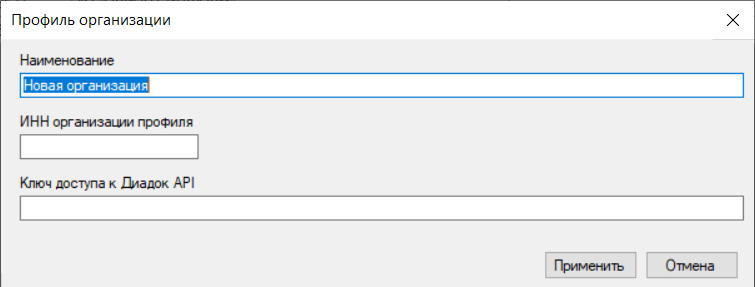 Профиль организации
Наименование
Новая организация
ИНН организации профиля
Ключ доступа к Диадок API
Применить Отмена